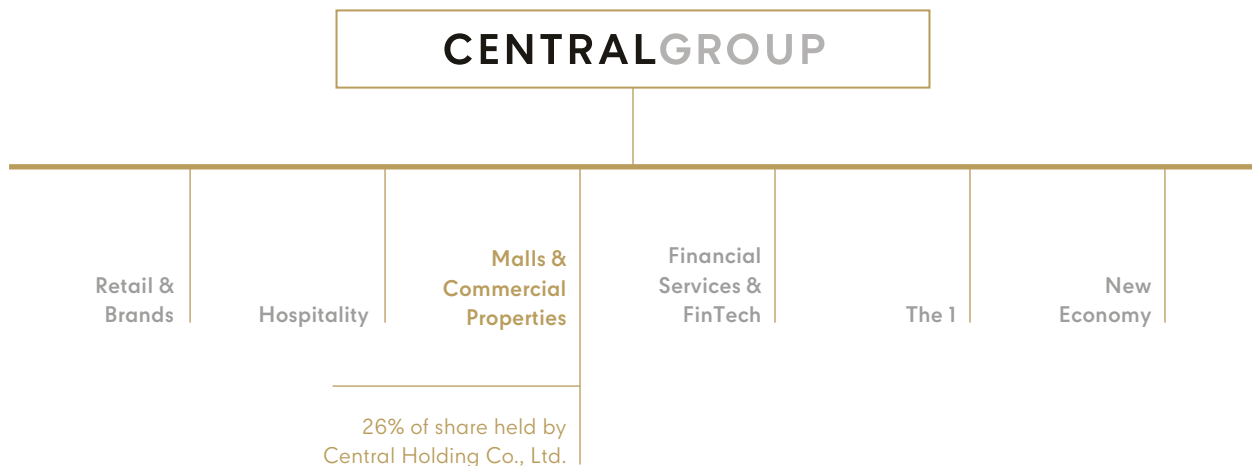 CENTRALGROUP
Retail &
Brands
Hospitality
Malls &
Commercial
Properties
Financial
Services &
FinTech
The 1
New
Economy
26% of share held by
Central Holding Co., Ltd.